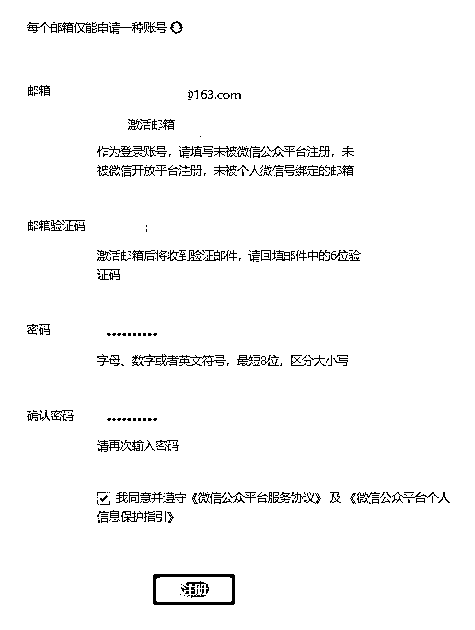 每个邮箱仅能申请一种账号
邮箱
@163.com
激活邮箱
作为登录账号，请填写未被微信公众平台注册，未
被微信开放平台注册，未被个人微信号绑定的邮箱
邮箱验证码
激活邮箱后将收到验证邮件，请回填邮件中的6位验
证码
密码 ••••••••••
字母、数字或者英文符号，最短8位，区分大小写
确认密码 ••••••••••
请再次输入密码
我同意并遵守《微信公众平台服务协议》及《微信公众平台个人
信息保护指引》
注册